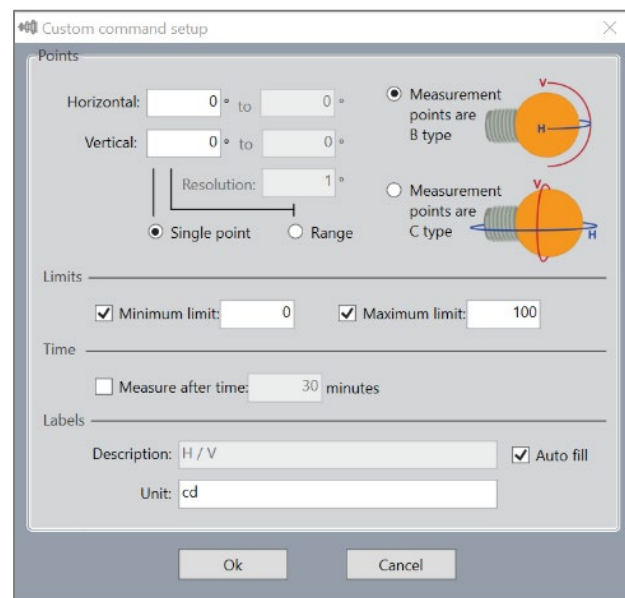 Custom command setup
Points
Horizontal: 0 ° to 0 °
Vertical: 0 ° to 0 °
Resolution: 1 °
Single point Range
Measurement
points are
B type
V
H
Measurement
points are
C type
V
H
Limits
Minimum limit: 0 Maximum limit: 100
Time
Measure after time: 30 minutes
Labels
Description: H / V Auto fill
Unit: cd
Ok Cancel